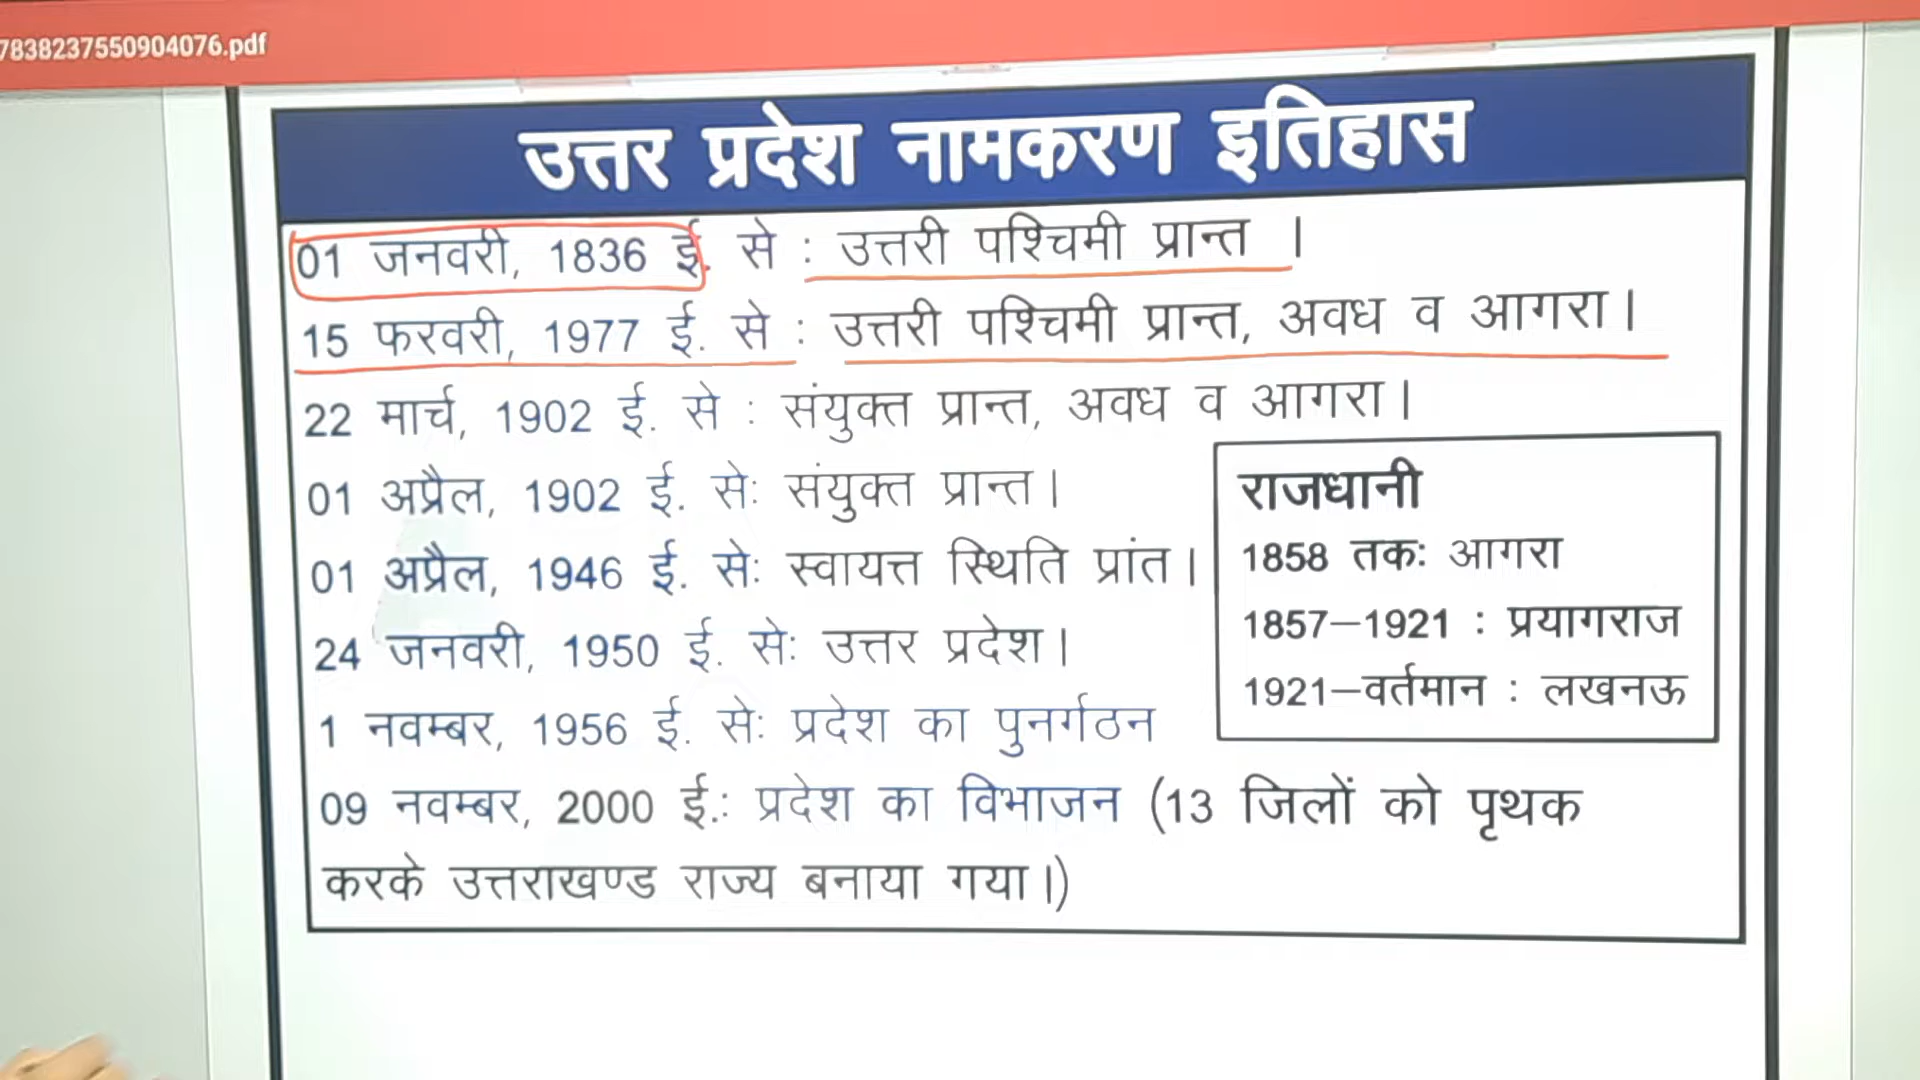 7838237550904076.pdf
उत्तर प्रदेश नामकरण इतिहास
01 जनवरी, 1836 ई. से : उत्तरी पश्चिमी प्रान्त ।
15 फरवरी, 1977 ई. से : उत्तरी पश्चिमी प्रान्त, अवध व आगरा।
22 मार्च, 1902 ई. से : संयुक्त प्रान्त, अवध व आगरा।
01 अप्रैल, 1902 ई. सेः संयुक्त प्रान्त।
01 अप्रैल, 1946 ई. सेः स्वायत्त स्थिति प्रांत।
24 जनवरी, 1950 ई. सेः उत्तर प्रदेश।
1 नवम्बर, 1956 ई. सेः प्रदेश का पुनर्गठन
09 नवम्बर, 2000 ई.: प्रदेश का विभाजन (13 जिलों को पृथक
करके उत्तराखण्ड राज्य बनाया गया।)
राजधानी
1858 तकः आगरा
1857–1921 : प्रयागराज
1921–वर्तमान : लखनऊ